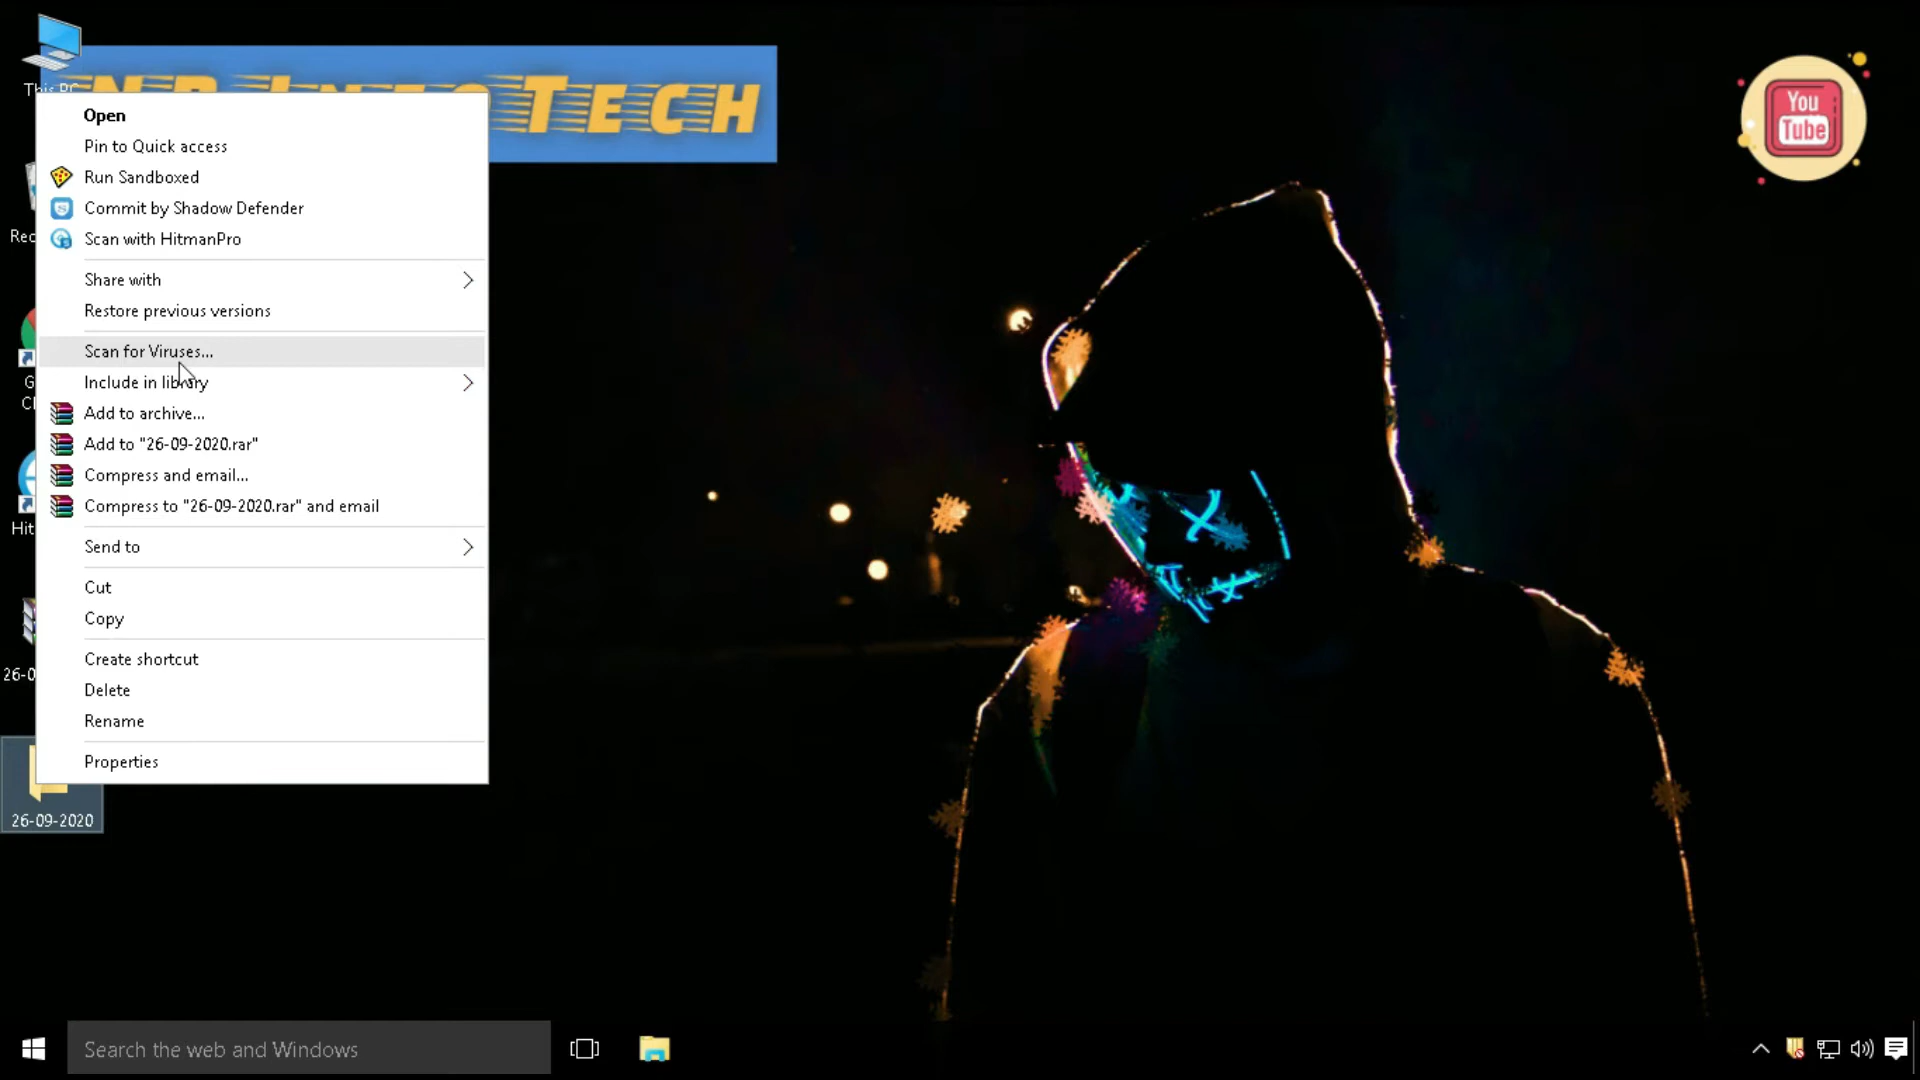 This PC
TECH
You
Tube
Open
Pin to Quick access
Run Sandboxed
Commit by Shadow Defender
Scan with HitmanPro
Share with
Restore previous versions
Scan for Viruses...
Include in library
Add to archive...
Add to "26-09-2020.rar"
Compress and email...
Compress to "26-09-2020.rar" and email
Send to
Cut
Copy
Create shortcut
Delete
Rename
Properties
26-09-2020
Search the web and Windows